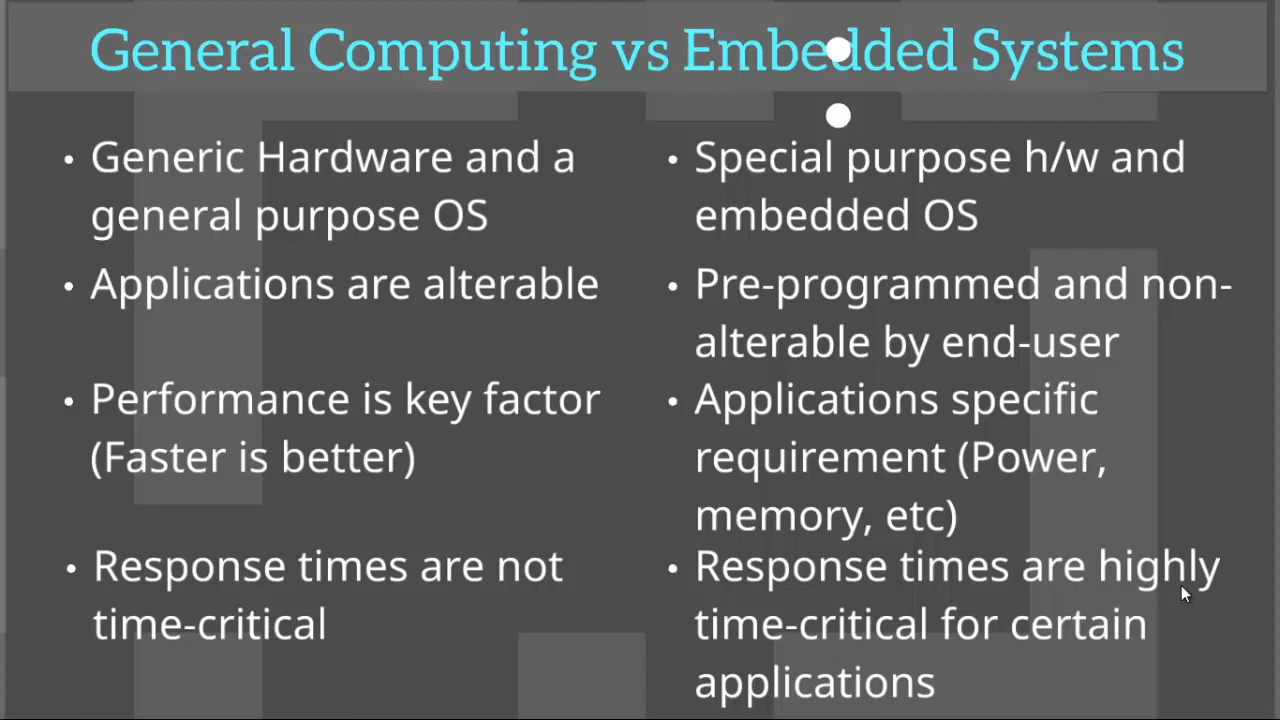 General Computing vs Embedded Systems
• Generic Hardware and a
general purpose OS
• Applications are alterable
• Performance is key factor
(Faster is better)
• Response times are not
time-critical
• Special purpose h/w and
embedded OS
• Pre-programmed and non-
alterable by end-user
• Applications specific
requirement (Power,
memory, etc)
• Response times are highly
time-critical for certain
applications